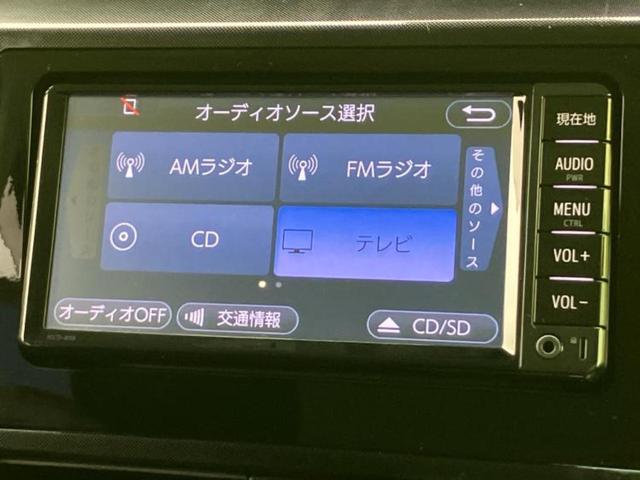 オーディオソース選択
AMラジオ
FMラジオ
CD
テレビ
その他のソース
オーディオOFF
交通情報
CD/SD
現在地
AUDIO
PWR
MENU
CTRL
VOL+
VOL-